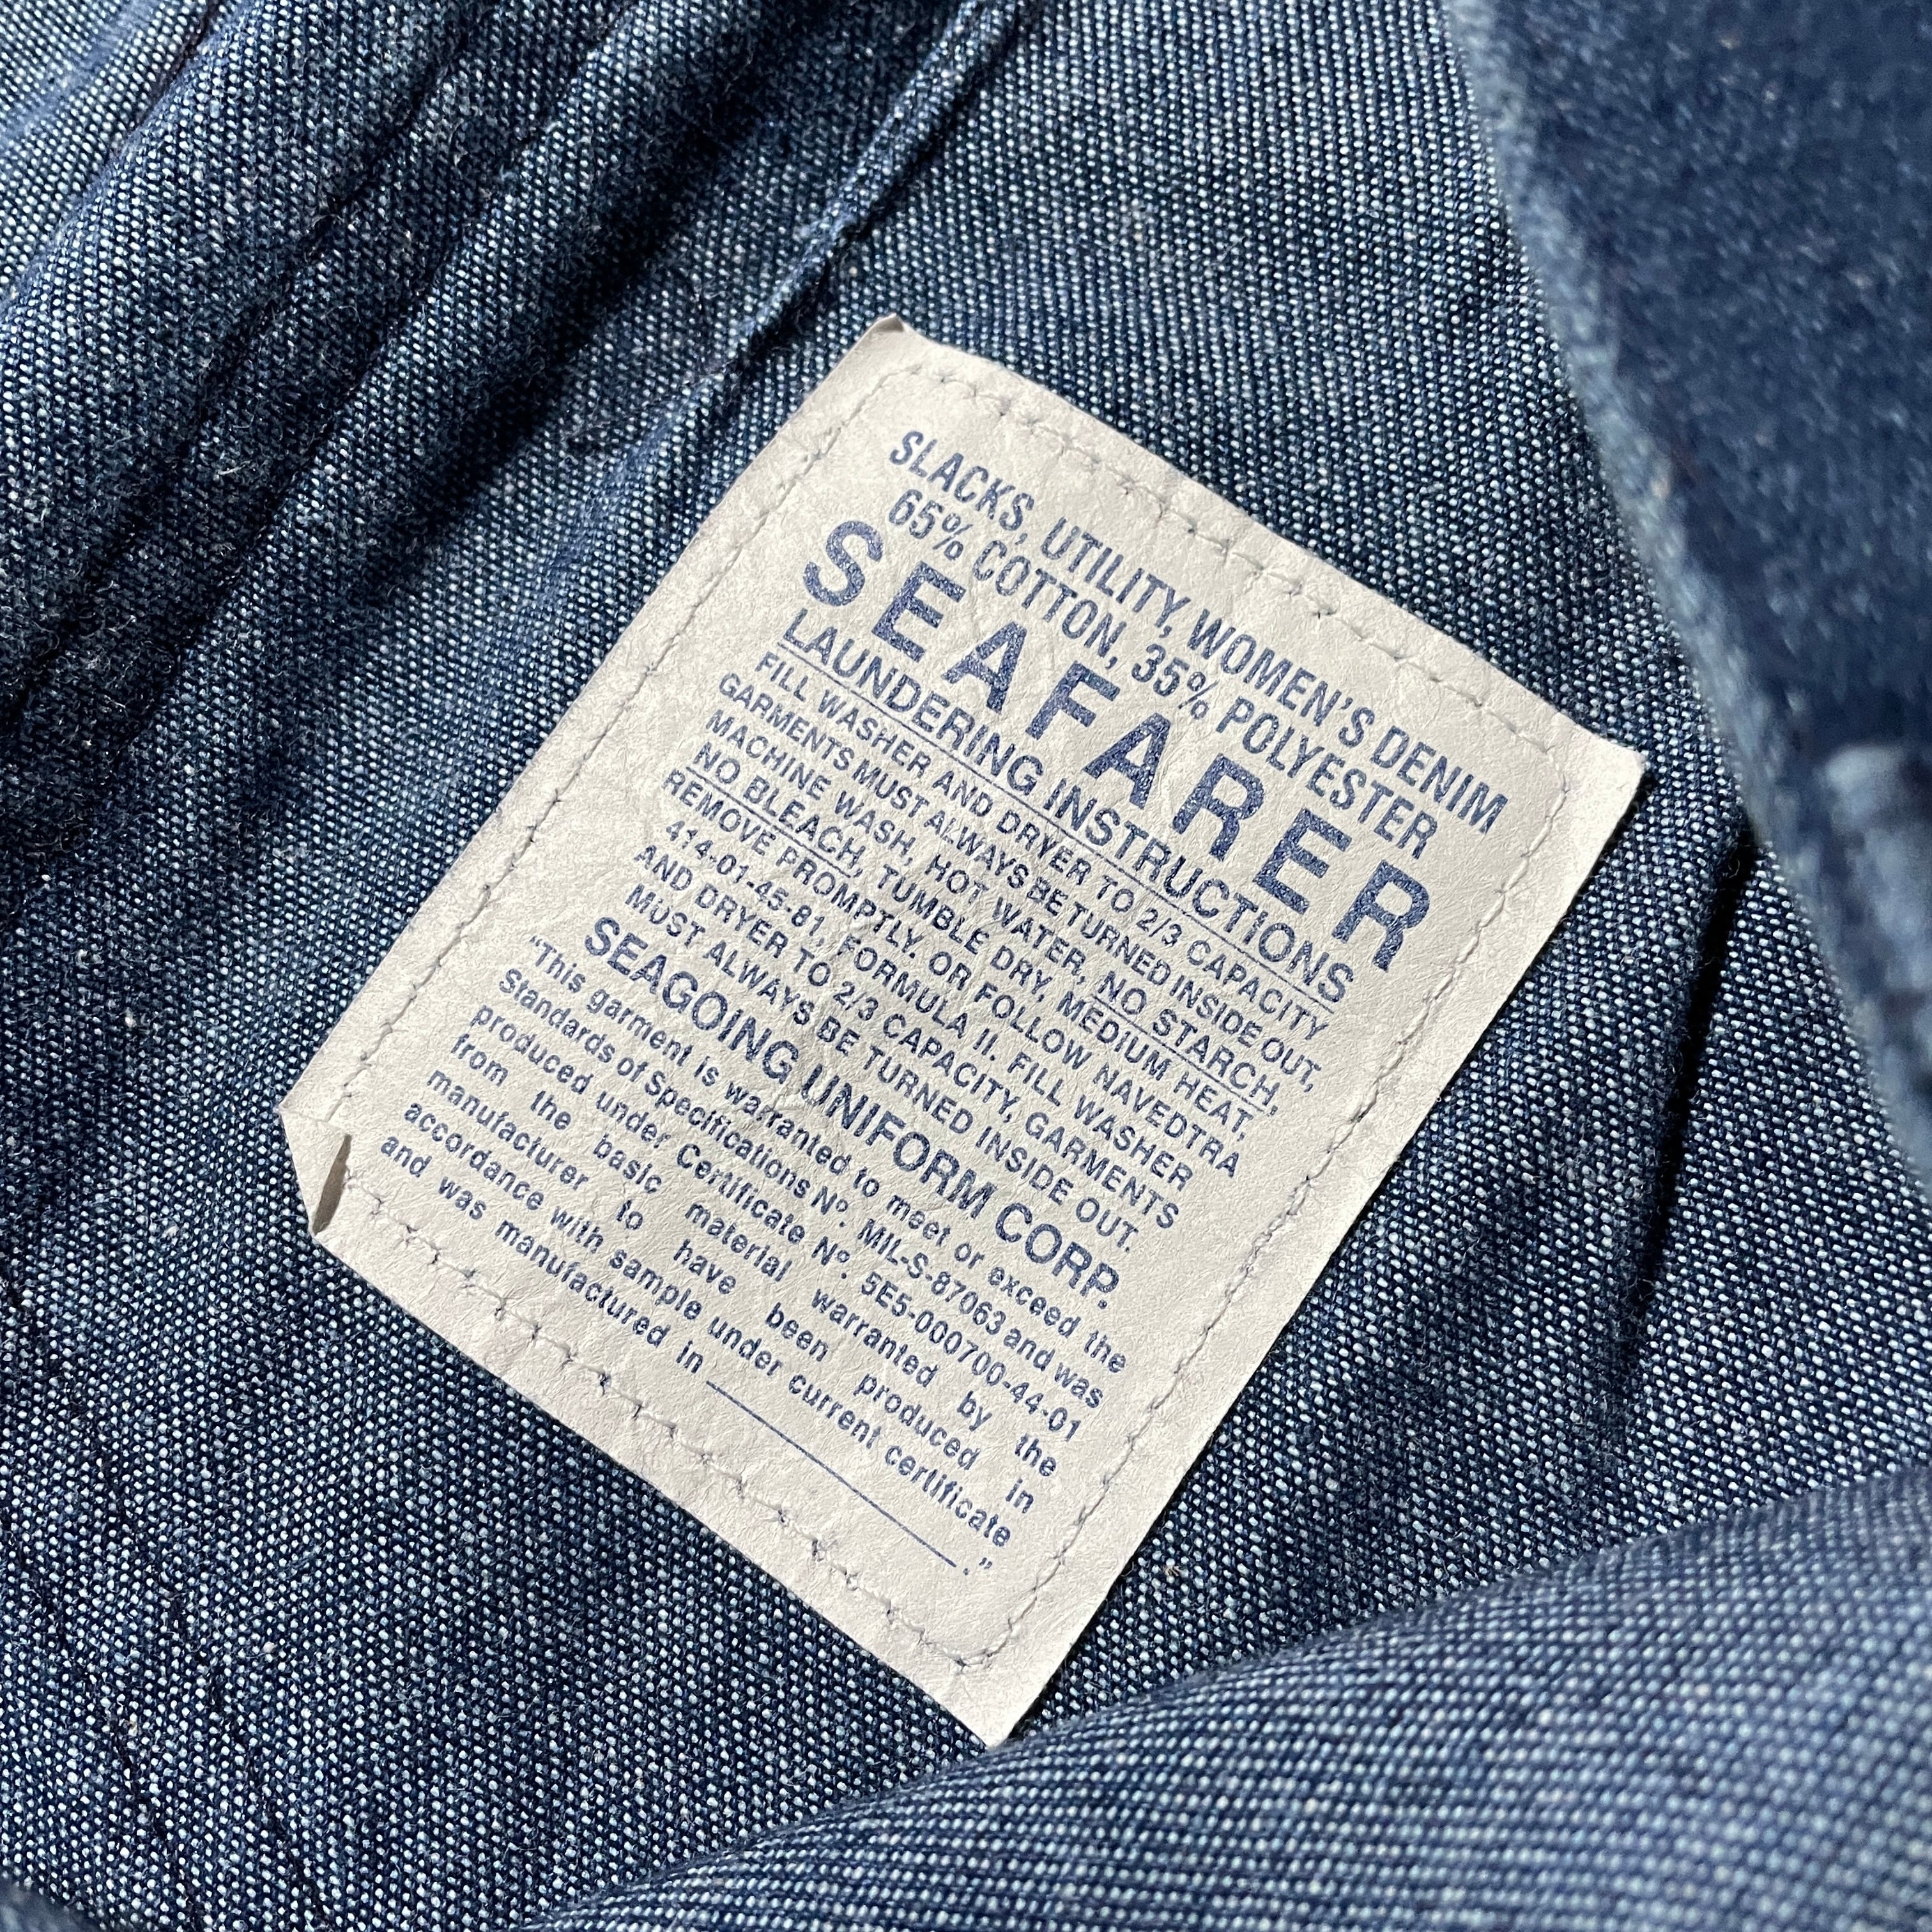 SLACKS, UTILITY, WOMEN'S DENIM
65% COTTON, 35% POLYESTER
SEAFARER
LAUNDERING INSTRUCTIONS
FILL WASHER AND DRYER TO 2/3 CAPACITY
GARMENTS MUST ALWAYS BE TURNED INSIDE OUT,
MACHINE WASH, HOT WATER, NO STARCH,
NO BLEACH, TUMBLE DRY, MEDIUM HEAT,
REMOVE PROMPTLY. OR FOLLOW NAVEDTRA
414-01-45-81, FORMULA II. FILL WASHER
AND DRYER TO 2/3 CAPACITY, GARMENTS
MUST ALWAYS BE TURNED INSIDE OUT.
SEAGOING UNIFORM CORP.
"This garment is warranted to meet or exceed the
Standards of Specifications Nº. MIL-S-87063 and was
produced under Certificate Nº. 5E5-000700-44-01
from the basic material warranted by the
manufacturer to have been produced in
accordance with sample under current certificate
and was manufactured in ____________________."